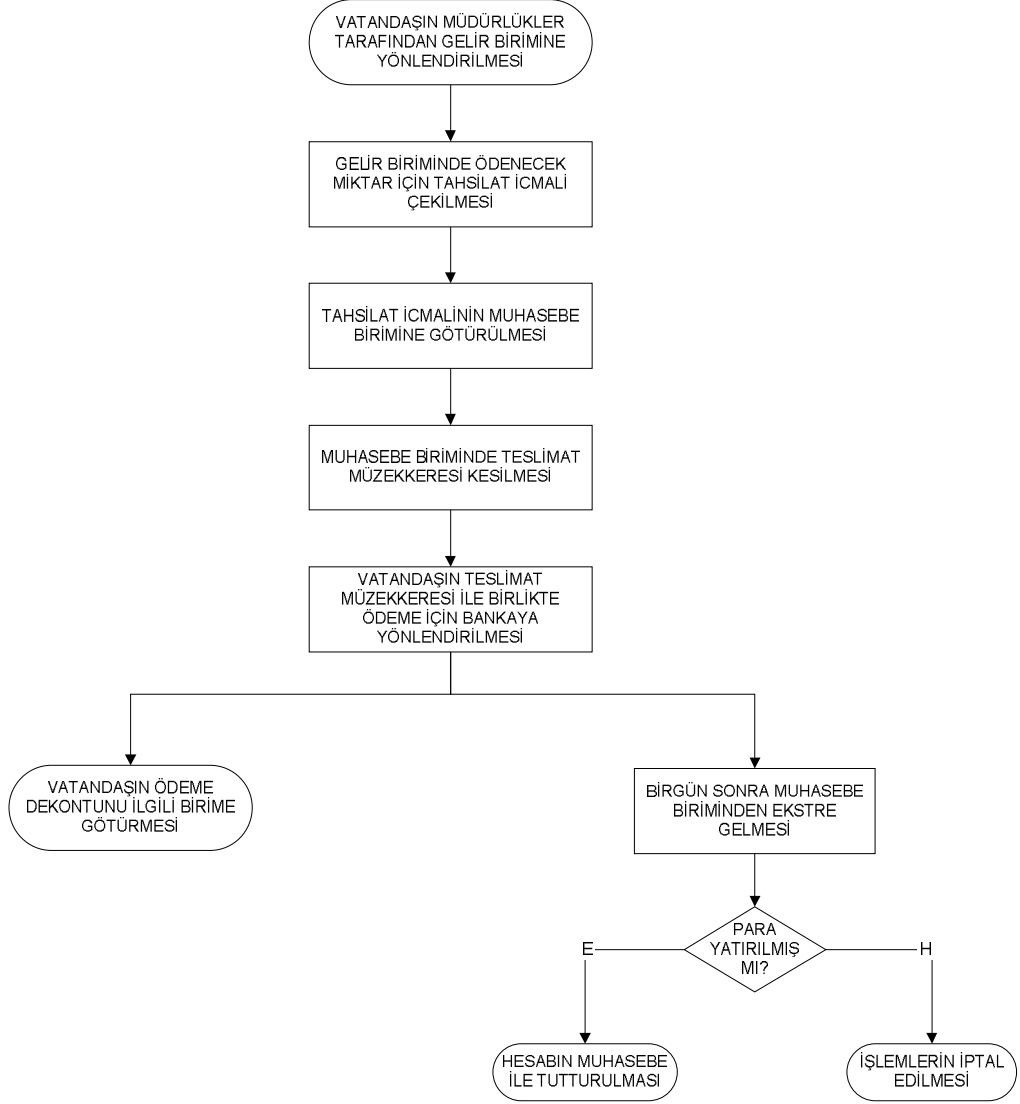 VATANDAŞIN MÜDÜRLÜKLER
TARAFINDAN GELİR BİRİMİNE
YÖNLENDİRİLMESİ
GELİR BİRİMİNDE ÖDENECEK
MİKTAR İÇİN TAHSİLAT İCMALİ
ÇEKİLMESİ
TAHSİLAT İCMALİNİN MUHASEBE
BİRİMİNE GÖTÜRÜLMESİ
MUHASEBE BİRİMİNDE TESLİMAT
MÜZEKKERESİ KESİLMESİ
VATANDAŞIN TESLİMAT
MÜZEKKERESİ İLE BİRLİKTE
ÖDEME İÇİN BANKAYA
YÖNLENDİRİLMESİ
VATANDAŞIN ÖDEME
DEKONTUNU İLGİLİ BİRİME
GÖTÜRMESİ
BİRGÜN SONRA MUHASEBE
BİRİMİNDEN EKSTRE
GELMESİ
PARA
YATIRILMIŞ
MI?
E
H
HESABIN MUHASEBE
İLE TUTTURULMASI
İŞLEMLERİN İPTAL
EDİLMESİ